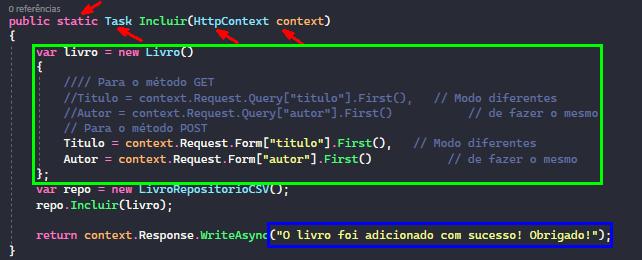 0 referências
public static Task Incluir(HttpContext context)
{
var livro = new Livro()
{
//// Para o método GET
//Titulo = context.Request.Query["titulo"].First(), // Modo diferentes
//Autor = context.Request.Query["autor"].First() // de fazer o mesmo
// Para o método POST
Titulo = context.Request.Form["titulo"].First(), // Modo diferentes
Autor = context.Request.Form["autor"].First() // de fazer o mesmo
};
var repo = new LivroRepositorioCSV();
repo.Incluir(livro);
return context.Response.WriteAsync("O livro foi adicionado com sucesso! Obrigado!");
}